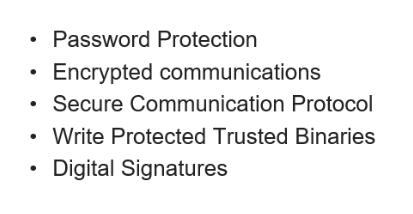 • Password Protection
• Encrypted communications
• Secure Communication Protocol
• Write Protected Trusted Binaries
• Digital Signatures